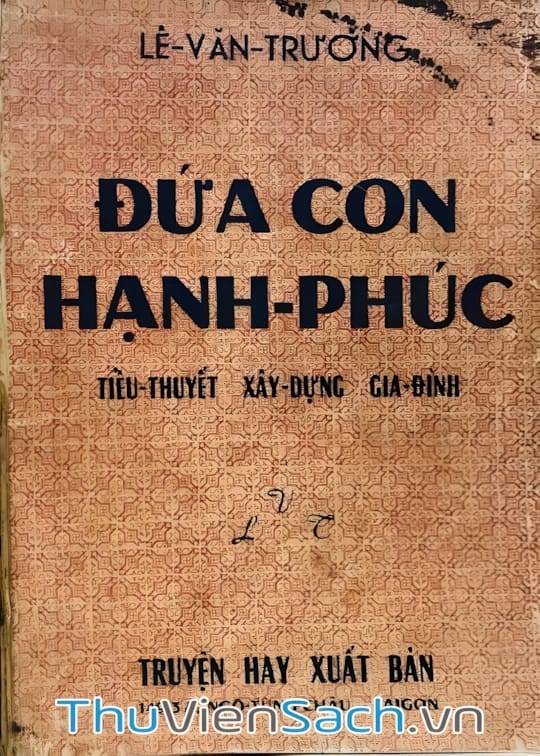 LÊ-VĂN-TRƯƠNG
ĐỨA CON
HẠNH-PHÚC
TIỂU-THUYẾT XÂY-DỰNG GIA-ĐÌNH
V
L T
TRUYỆN HAY XUẤT BẢN
ThuVienSach.vn